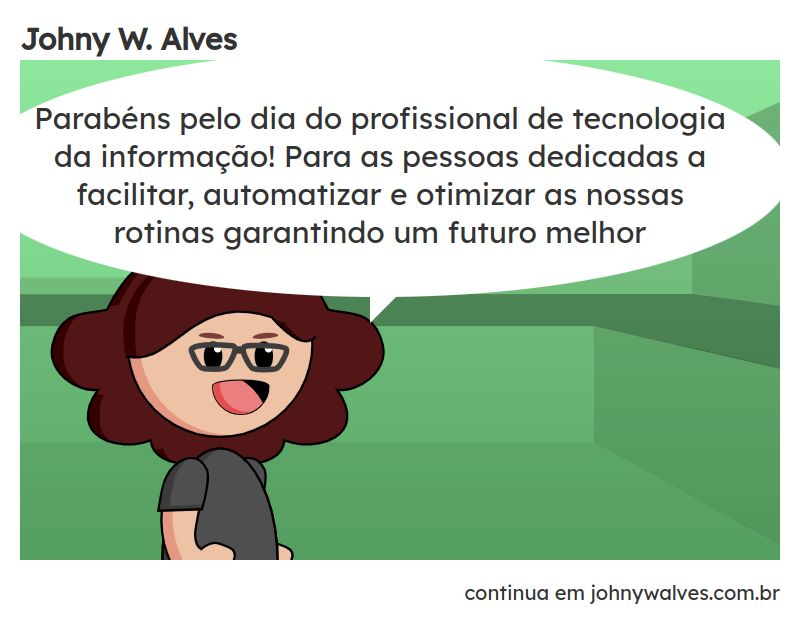 Johny W. Alves
Parabéns pelo dia do profissional de tecnologia
da informação! Para as pessoas dedicadas a
facilitar, automatizar e otimizar as nossas
rotinas garantindo um futuro melhor
continua em johnywalves.com.br